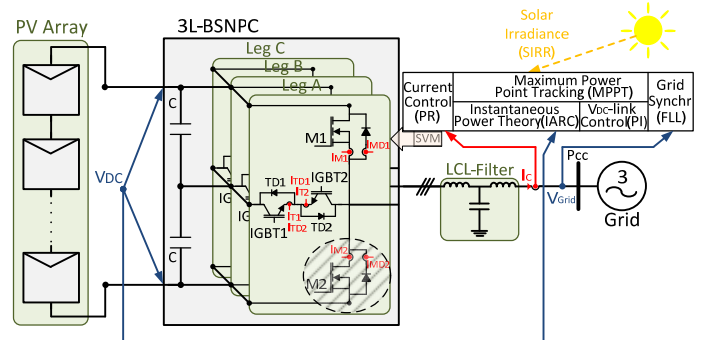 PV Array
3L-BSNPC
Leg C
Leg B
Leg A
Solar
Irradiance
(SIRR)
Current
Control
(PR)
Maximum Power
Point Tracking (MPPT)
Instantaneous
Power Theory(IARC)
VDC-link
Control(PI)
Grid
Synchr
(FLL)
SVM
C
M1
IM1
IMD1
VDC
TD1
ITD1
IT2
IGBT2
IGBT1
IT1
ITD2
TD2
IG
IG
LCL-Filter
IC
Pcc
VGrid
3
Grid
C
IM2
IMD2
M2